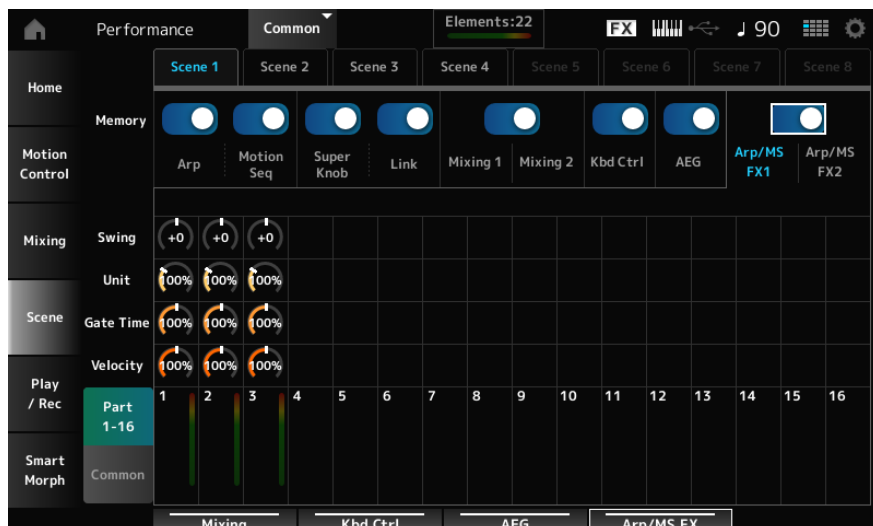 Performance
Common
Elements:22
FX
♩ 90
Home
Motion
Control
Mixing
Scene
Play
/ Rec
Smart
Morph
Scene 1
Scene 2
Scene 3
Scene 4
Scene 5
Scene 6
Scene 7
Scene 8
Memory
Arp
Motion
Seq
Super
Knob
Link
Mixing 1
Mixing 2
Kbd Ctrl
AEG
Arp/MS
FX1
Arp/MS
FX2
Swing
+0 +0 +0
Unit
100% 100% 100%
Gate Time
100% 100% 100%
Velocity
100% 100% 100%
Part
1-16
Common
1 2 3 4 5 6 7 8 9 10 11 12 13 14 15 16
Mixing
Kbd Ctrl
AEG
Arp/MS FX